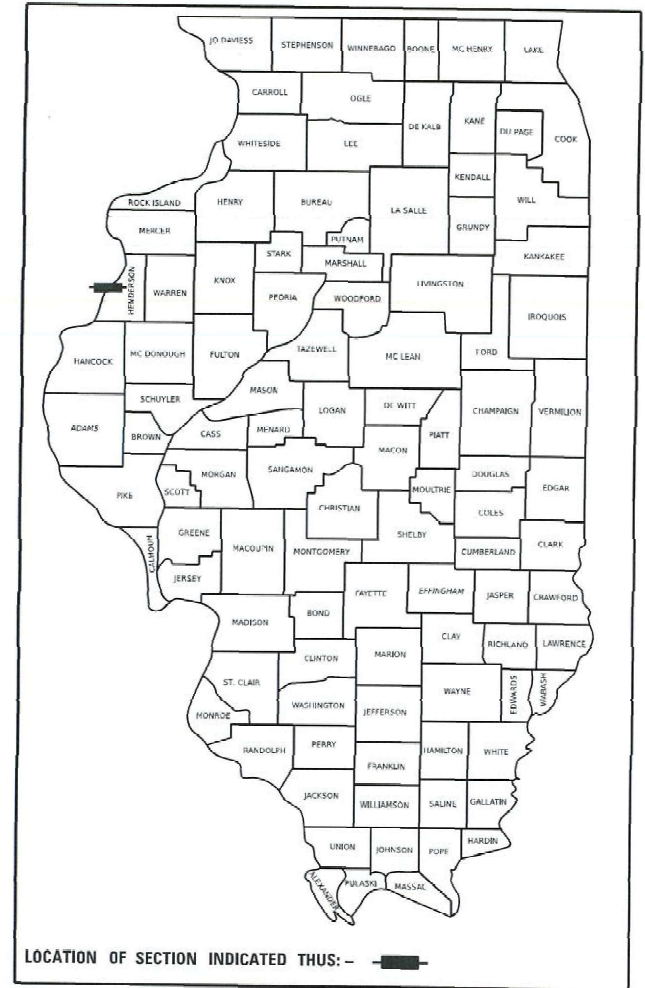 JO DAVIESS
STEPHENSON
WINNEBAGO
BOONE
MC HENRY
LAKE
CARROLL
OGLE
DE KALB
KANE
DU PAGE
COOK
WHITESIDE
LEE
KENDALL
WILL
ROCK ISLAND
HENRY
BUREAU
LA SALLE
GRUNDY
MERCER
PUTNAM
STARK
MARSHALL
KANKAKEE
HENDERSON
WARREN
KNOX
PEORIA
WOODFORD
LIVINGSTON
IROQUOIS
HANCOCK
MC DONOUGH
FULTON
TAZEWELL
MC LEAN
FORD
SCHUYLER
MASON
LOGAN
DE WITT
CHAMPAIGN
VERMILION
ADAMS
BROWN
CASS
MENARD
MACON
PIATT
MORGAN
SANGAMON
DOUGLAS
PIKE
SCOTT
CHRISTIAN
MOULTRIE
EDGAR
COLES
GREENE
MACOUPIN
MONTGOMERY
SHELBY
CUMBERLAND
CLARK
CALHOUN
JERSEY
FAYETTE
EFFINGHAM
JASPER
CRAWFORD
MADISON
BOND
CLAY
RICHLAND
LAWRENCE
CLINTON
MARION
ST. CLAIR
WAYNE
EDWARDS
WABASH
MONROE
WASHINGTON
JEFFERSON
RANDOLPH
PERRY
HAMILTON
WHITE
FRANKLIN
JACKSON
WILLIAMSON
SALINE
GALLATIN
UNION
JOHNSON
POPE
HARDIN
ALEXANDER
PULASKI
MASSAC
LOCATION OF SECTION INDICATED THUS: –